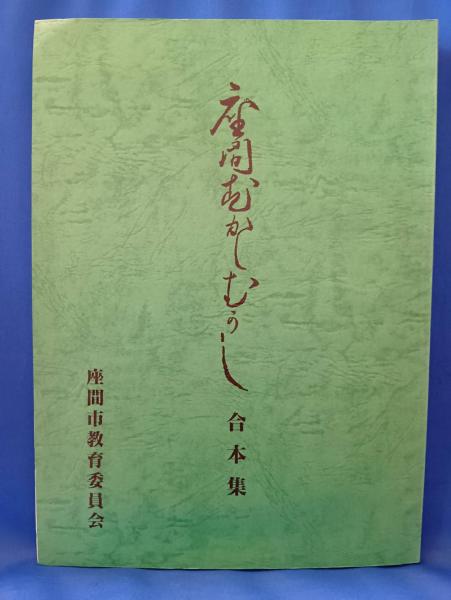 座間むかしむかし
合本集
座間市教育委員会